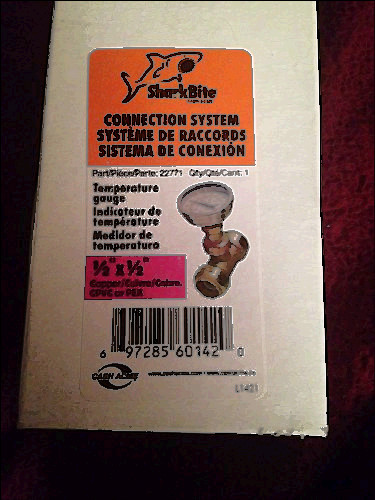 SharkBite
CONNECTION SYSTEM
SYSTÈME DE RACCORDS
SISTEMA DE CONEXIÓN
Part/Pièce/Parte: 22771 Qty/Qté/Cant: 1
Temperature
gauge
Indicateur de
température
Medidor de
temperatura
1/2" x 1/2"
Copper/Cuivre/Cobre,
CPVC or PEX
6 97285 60142 0
CASH ACME
L1421